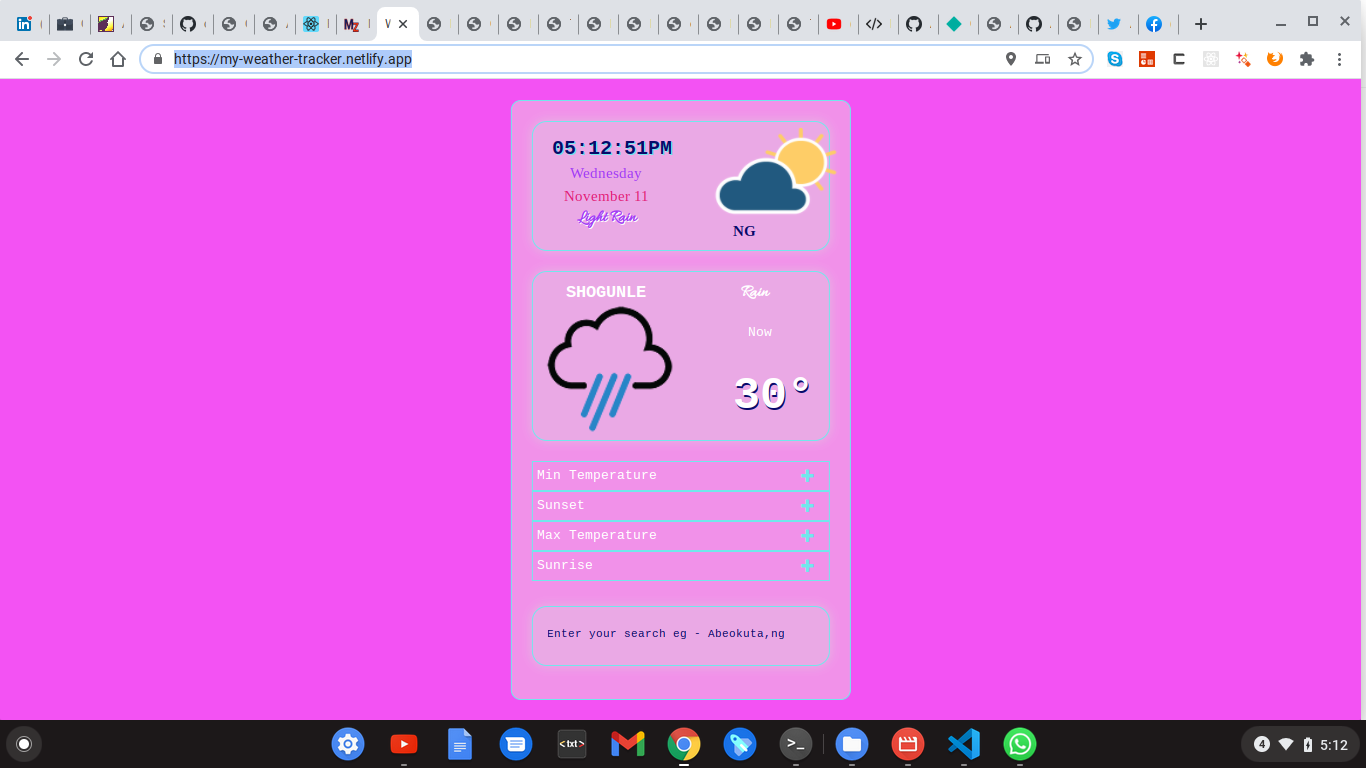 https://my-weather-tracker.netlify.app
05:12:51PM
Wednesday
November 11
Light Rain
NG
SHOGUNLE
Rain
Now
30°
Min Temperature
Sunset
Max Temperature
Sunrise
Enter your search eg - Abeokuta,ng
<txt>
>_
4
5:12